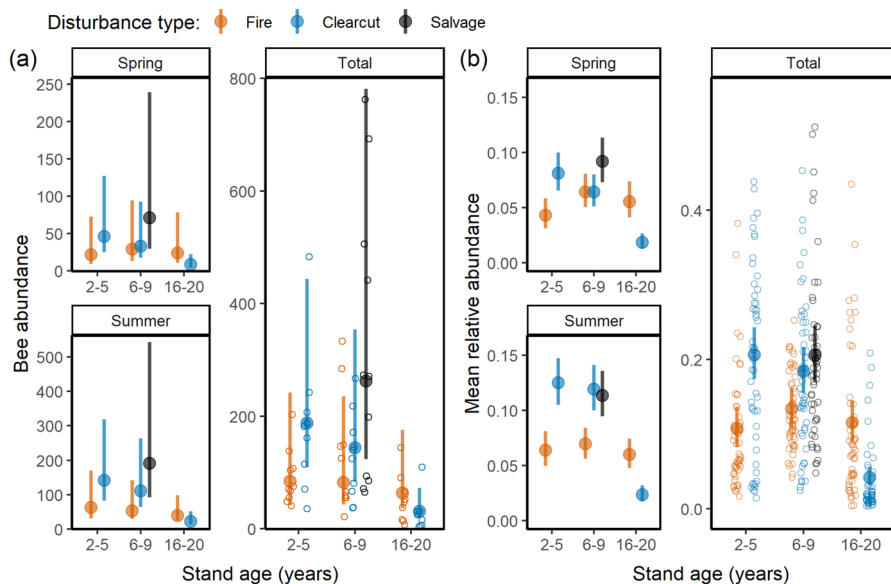 Disturbance type: Fire Clearcut Salvage
(a)
Spring
250
200
150
100
50
0
2-5 6-9 16-20
Summer
500
400
300
200
100
0
2-5 6-9 16-20
Bee abundance
Total
800
600
400
200
0
2-5 6-9 16-20
Stand age (years)
(b)
Spring
0.15
0.10
0.05
0.00
2-5 6-9 16-20
Summer
0.15
0.10
0.05
0.00
2-5 6-9 16-20
Mean relative abundance
Total
0.4
0.2
0.0
2-5 6-9 16-20
Stand age (years)